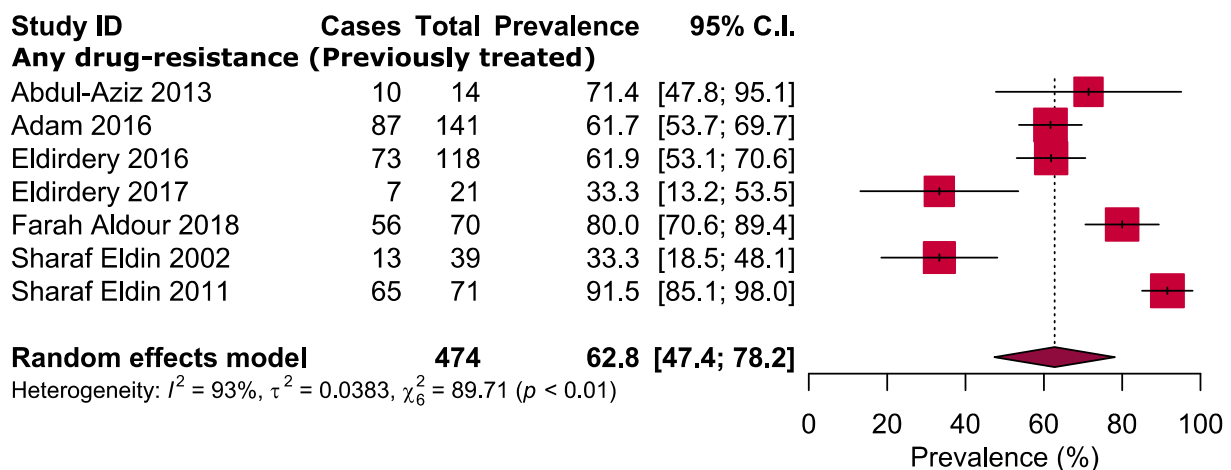 Study ID Cases Total Prevalence 95% C.I.
Any drug-resistance (Previously treated)
Abdul-Aziz 2013 10 14 71.4 [47.8; 95.1]
Adam 2016 87 141 61.7 [53.7; 69.7]
Eldirdery 2016 73 118 61.9 [53.1; 70.6]
Eldirdery 2017 7 21 33.3 [13.2; 53.5]
Farah Aldour 2018 56 70 80.0 [70.6; 89.4]
Sharaf Eldin 2002 13 39 33.3 [18.5; 48.1]
Sharaf Eldin 2011 65 71 91.5 [85.1; 98.0]
Random effects model 474 62.8 [47.4; 78.2]
Heterogeneity: I² = 93%, τ² = 0.0383, χ²₆ = 89.71 (p < 0.01)
0 20 40 60 80 100
Prevalence (%)